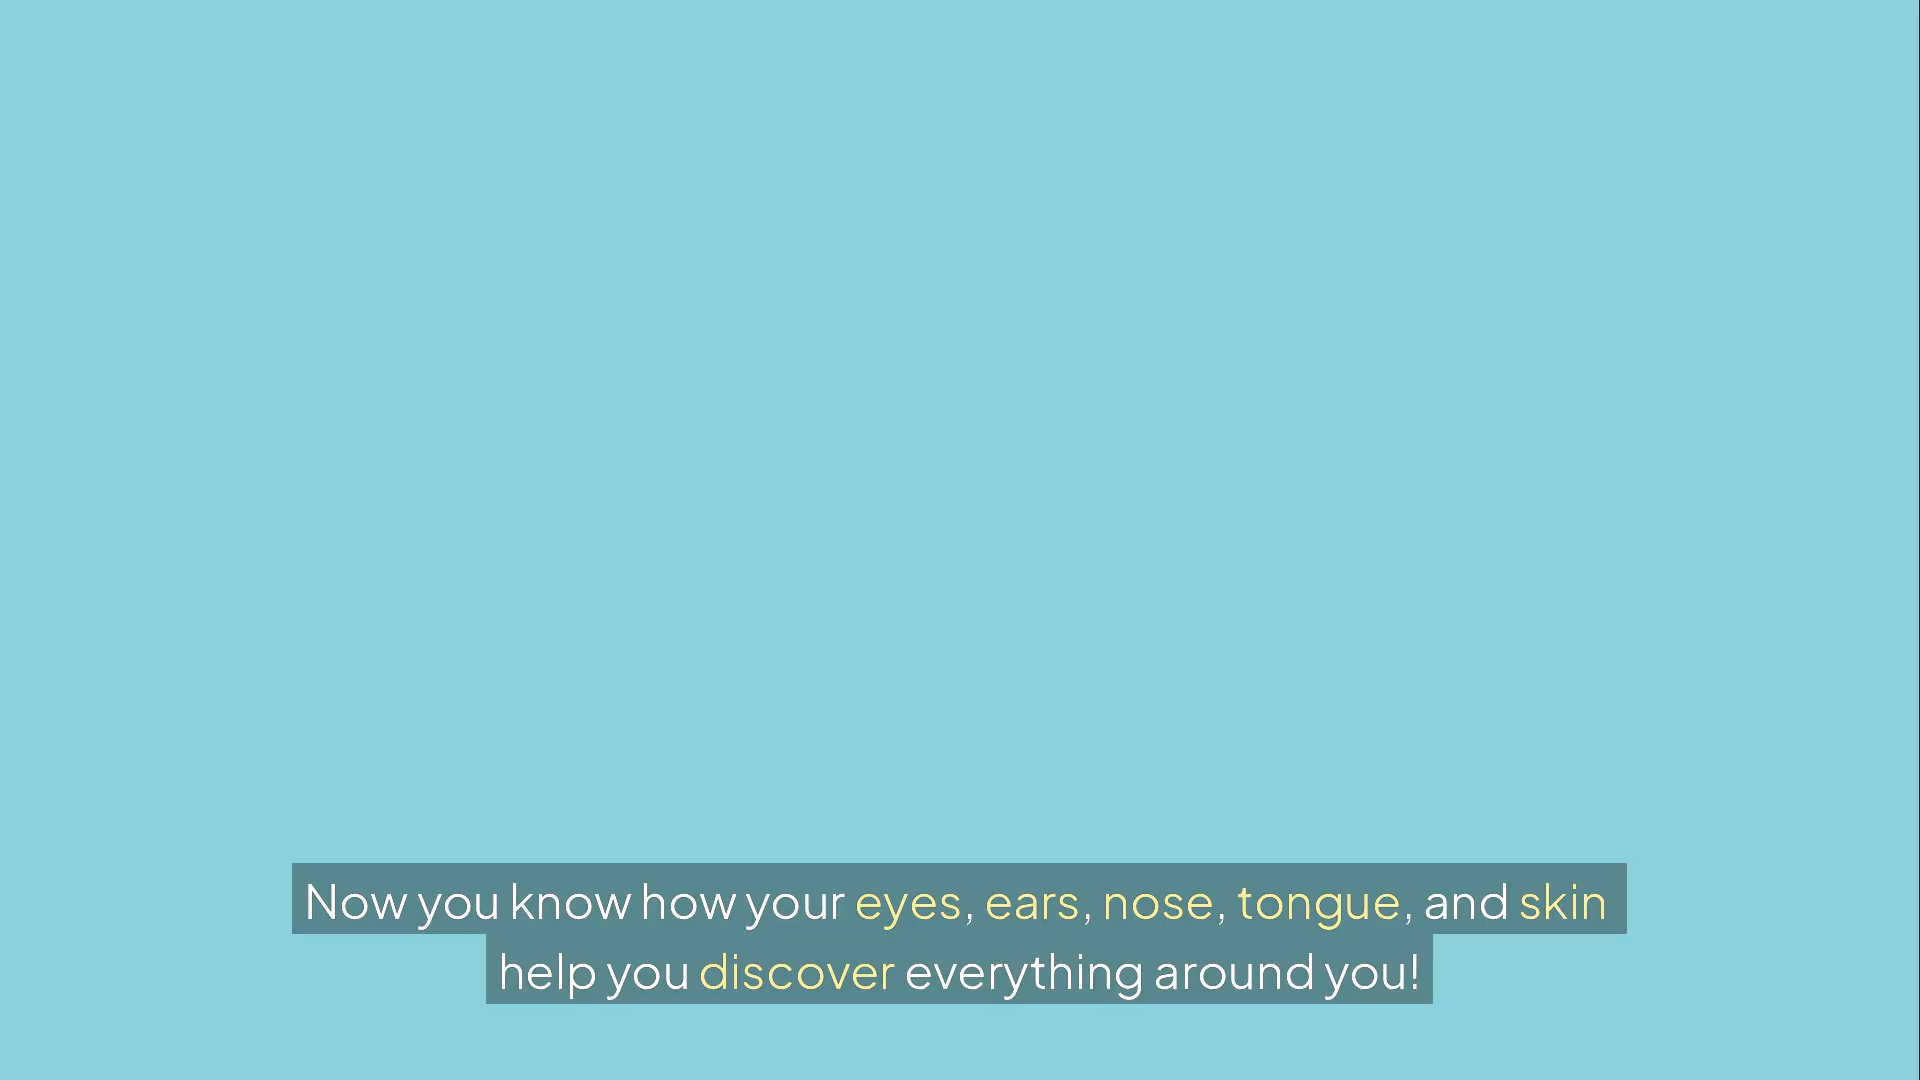 Now you know how your eyes, ears, nose, tongue, and skin
help you discover everything around you!